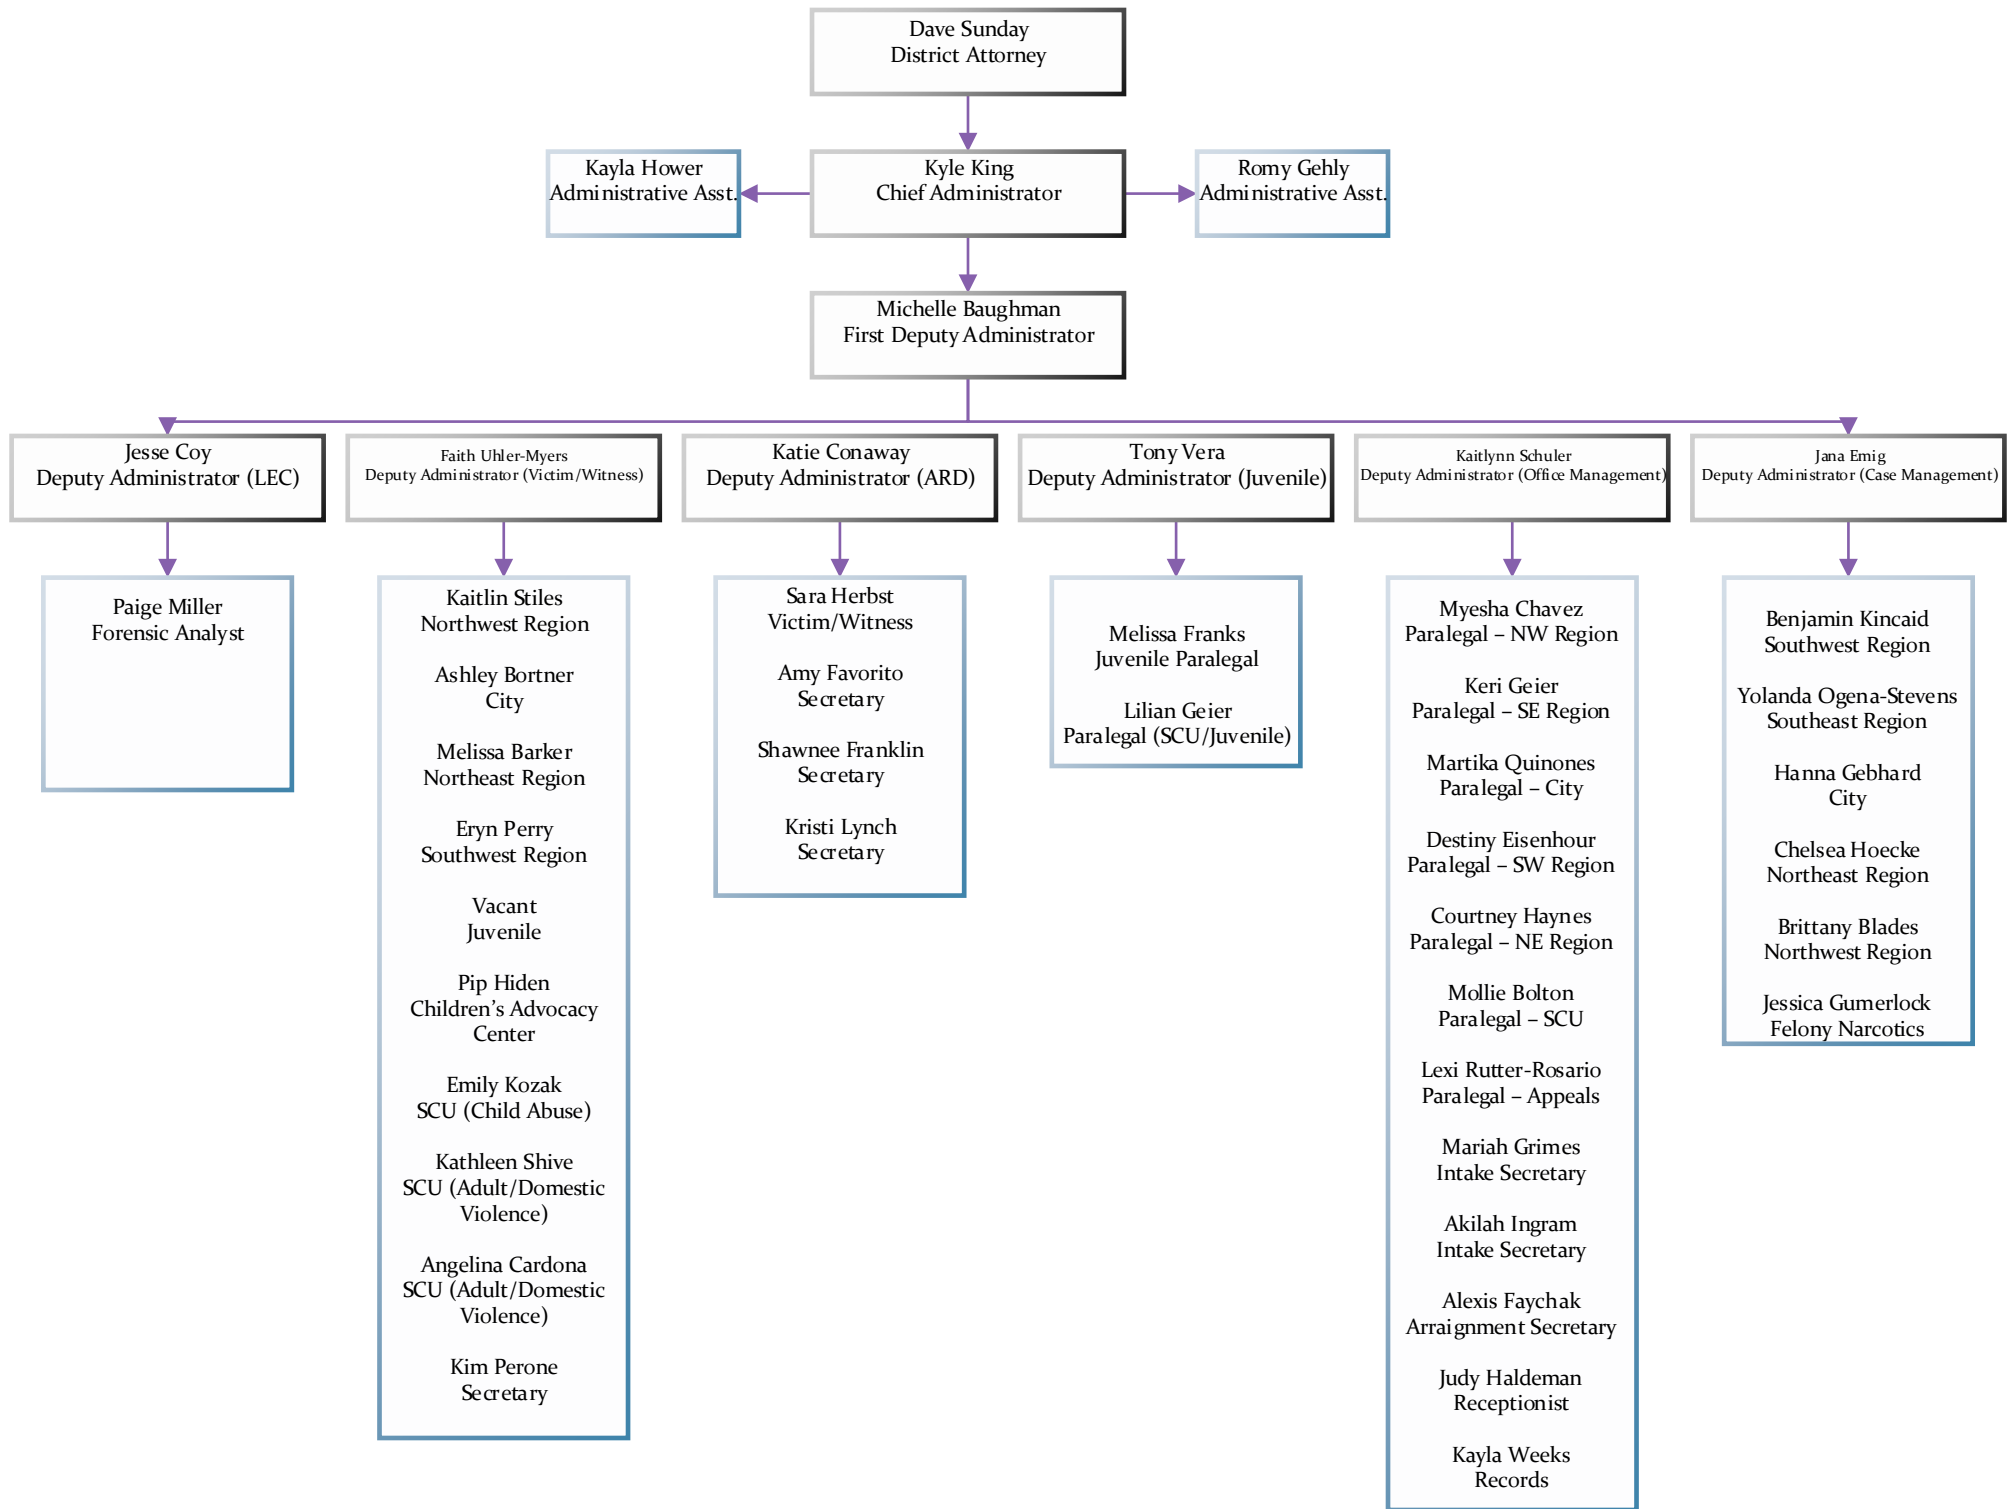 Dave Sunday
District Attorney
Kayla Hower
Administrative Asst.
Kyle King
Chief Administrator
Romy Gehly
Administrative Asst.
Michelle Baughman
First Deputy Administrator
Jesse Coy
Deputy Administrator (LEC)
Faith Uhler-Myers
Deputy Administrator (Victim/Witness)
Katie Conaway
Deputy Administrator (ARD)
Tony Vera
Deputy Administrator (Juvenile)
Kaitlynn Schuler
Deputy Administrator (Office Management)
Jana Emig
Deputy Administrator (Case Management)
Paige Miller
Forensic Analyst
Kaitlin Stiles
Northwest Region
Ashley Bortner
City
Melissa Barker
Northeast Region
Eryn Perry
Southwest Region
Vacant
Juvenile
Pip Hiden
Children's Advocacy
Center
Emily Kozak
SCU (Child Abuse)
Kathleen Shive
SCU (Adult/Domestic
Violence)
Angelina Cardona
SCU (Adult/Domestic
Violence)
Kim Perone
Secretary
Sara Herbst
Victim/Witness
Amy Favorito
Secretary
Shawnee Franklin
Secretary
Kristi Lynch
Secretary
Melissa Franks
Juvenile Paralegal
Lilian Geier
Paralegal (SCU/Juvenile)
Myesha Chavez
Paralegal – NW Region
Keri Geier
Paralegal – SE Region
Martika Quinones
Paralegal – City
Destiny Eisenhour
Paralegal – SW Region
Courtney Haynes
Paralegal – NE Region
Mollie Bolton
Paralegal – SCU
Lexi Rutter-Rosario
Paralegal – Appeals
Mariah Grimes
Intake Secretary
Akilah Ingram
Intake Secretary
Alexis Faychak
Arraignment Secretary
Judy Haldeman
Receptionist
Kayla Weeks
Records
Benjamin Kincaid
Southwest Region
Yolanda Ogena-Stevens
Southeast Region
Hanna Gebhard
City
Chelsea Hoecke
Northeast Region
Brittany Blades
Northwest Region
Jessica Gumerlock
Felony Narcotics